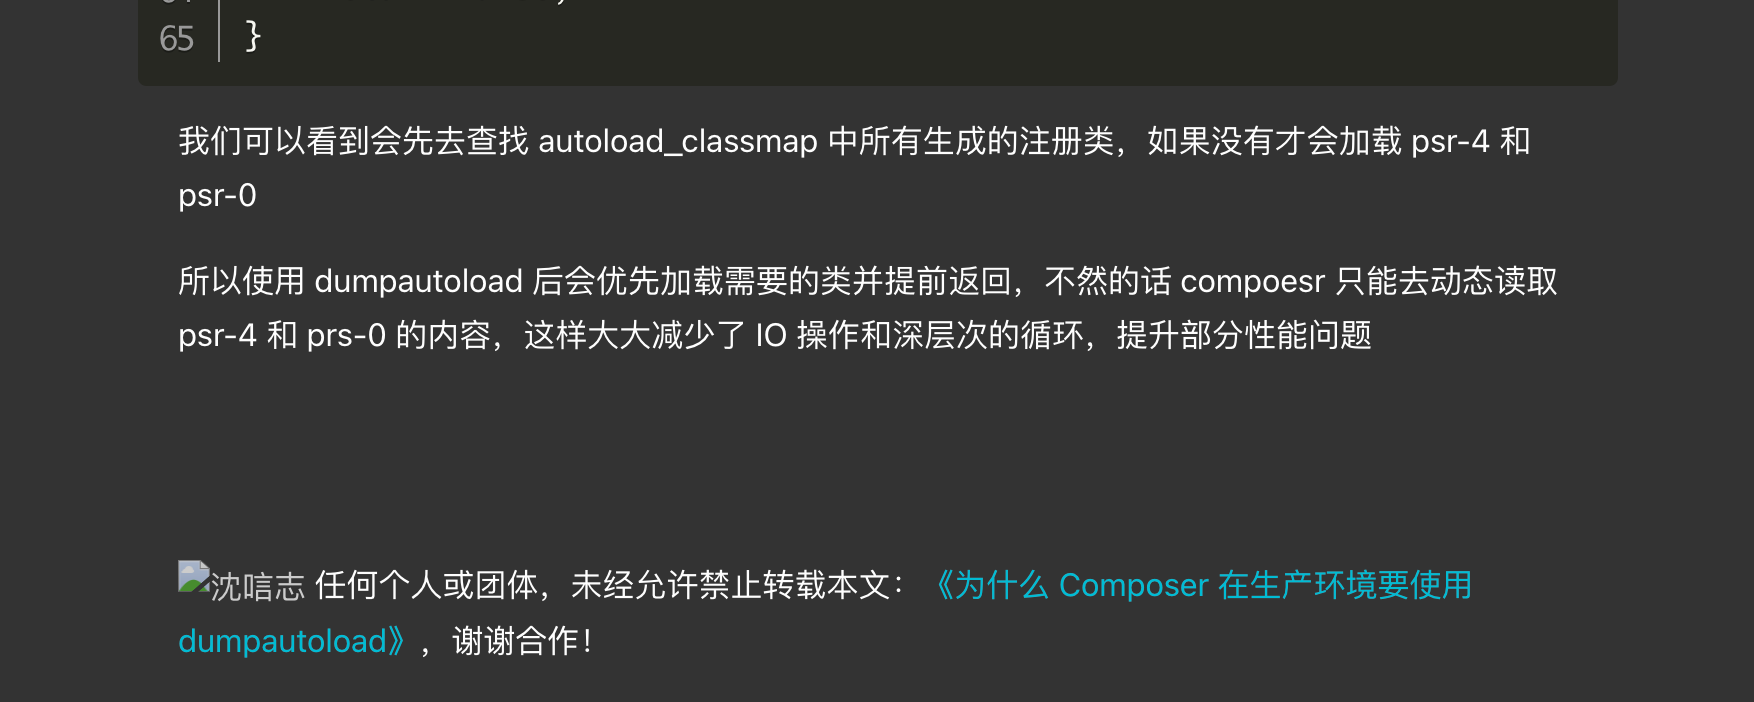 65 }
我们可以看到会先去查找 autoload_classmap 中所有生成的注册类，如果没有才会加载 psr-4 和
psr-0
所以使用 dumpautoload 后会优先加载需要的类并提前返回，不然的话 compoesr 只能去动态读取
psr-4 和 prs-0 的内容，这样大大减少了 IO 操作和深层次的循环，提升部分性能问题
沈唁志 任何个人或团体，未经允许禁止转载本文：《为什么 Composer 在生产环境要使用
dumpautoload》，谢谢合作！